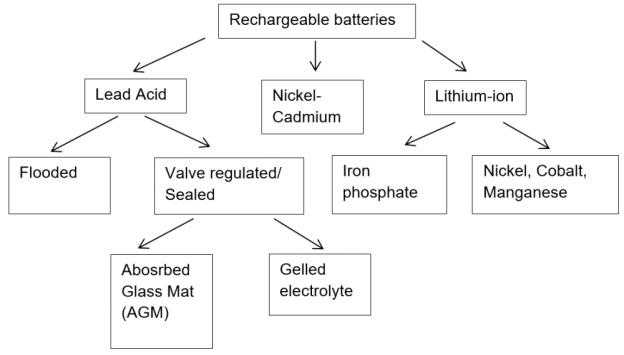 Rechargeable batteries
Lead Acid
Nickel-
Cadmium
Lithium-ion
Flooded
Valve regulated/
Sealed
Iron
phosphate
Nickel, Cobalt,
Manganese
Abosrbed
Glass Mat
(AGM)
Gelled
electrolyte